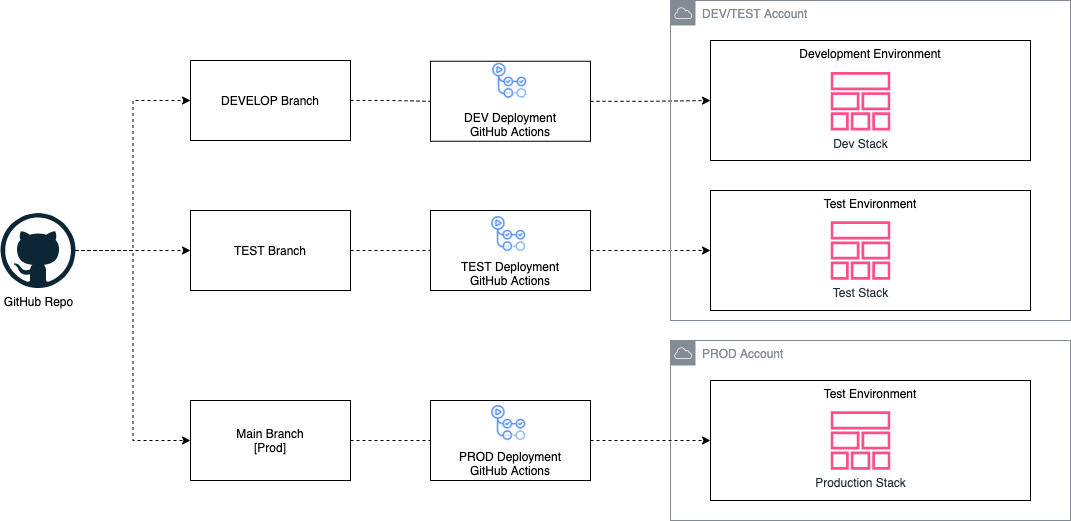 GitHub Repo
DEVELOP Branch
DEV Deployment
GitHub Actions
DEV/TEST Account
Development Environment
Dev Stack
TEST Branch
TEST Deployment
GitHub Actions
Test Environment
Test Stack
Main Branch
[Prod]
PROD Deployment
GitHub Actions
PROD Account
Test Environment
Production Stack